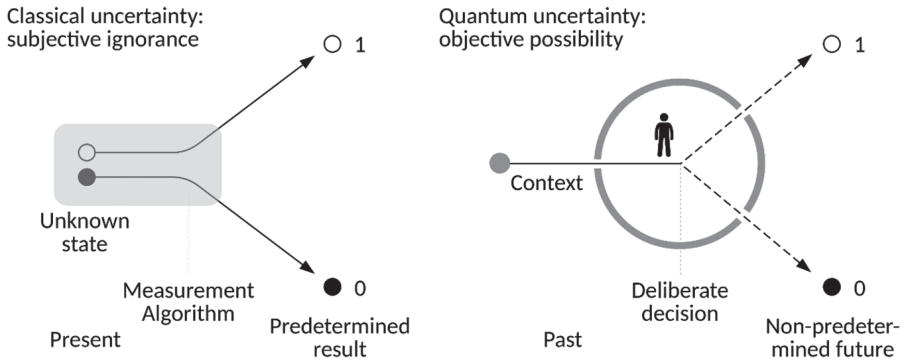 Classical uncertainty:
subjective ignorance
1
Unknown
state
Measurement
Algorithm
0
Present
Predetermined
result
Quantum uncertainty:
objective possibility
1
Context
Deliberate
decision
0
Past
Non-predeter-
mined future